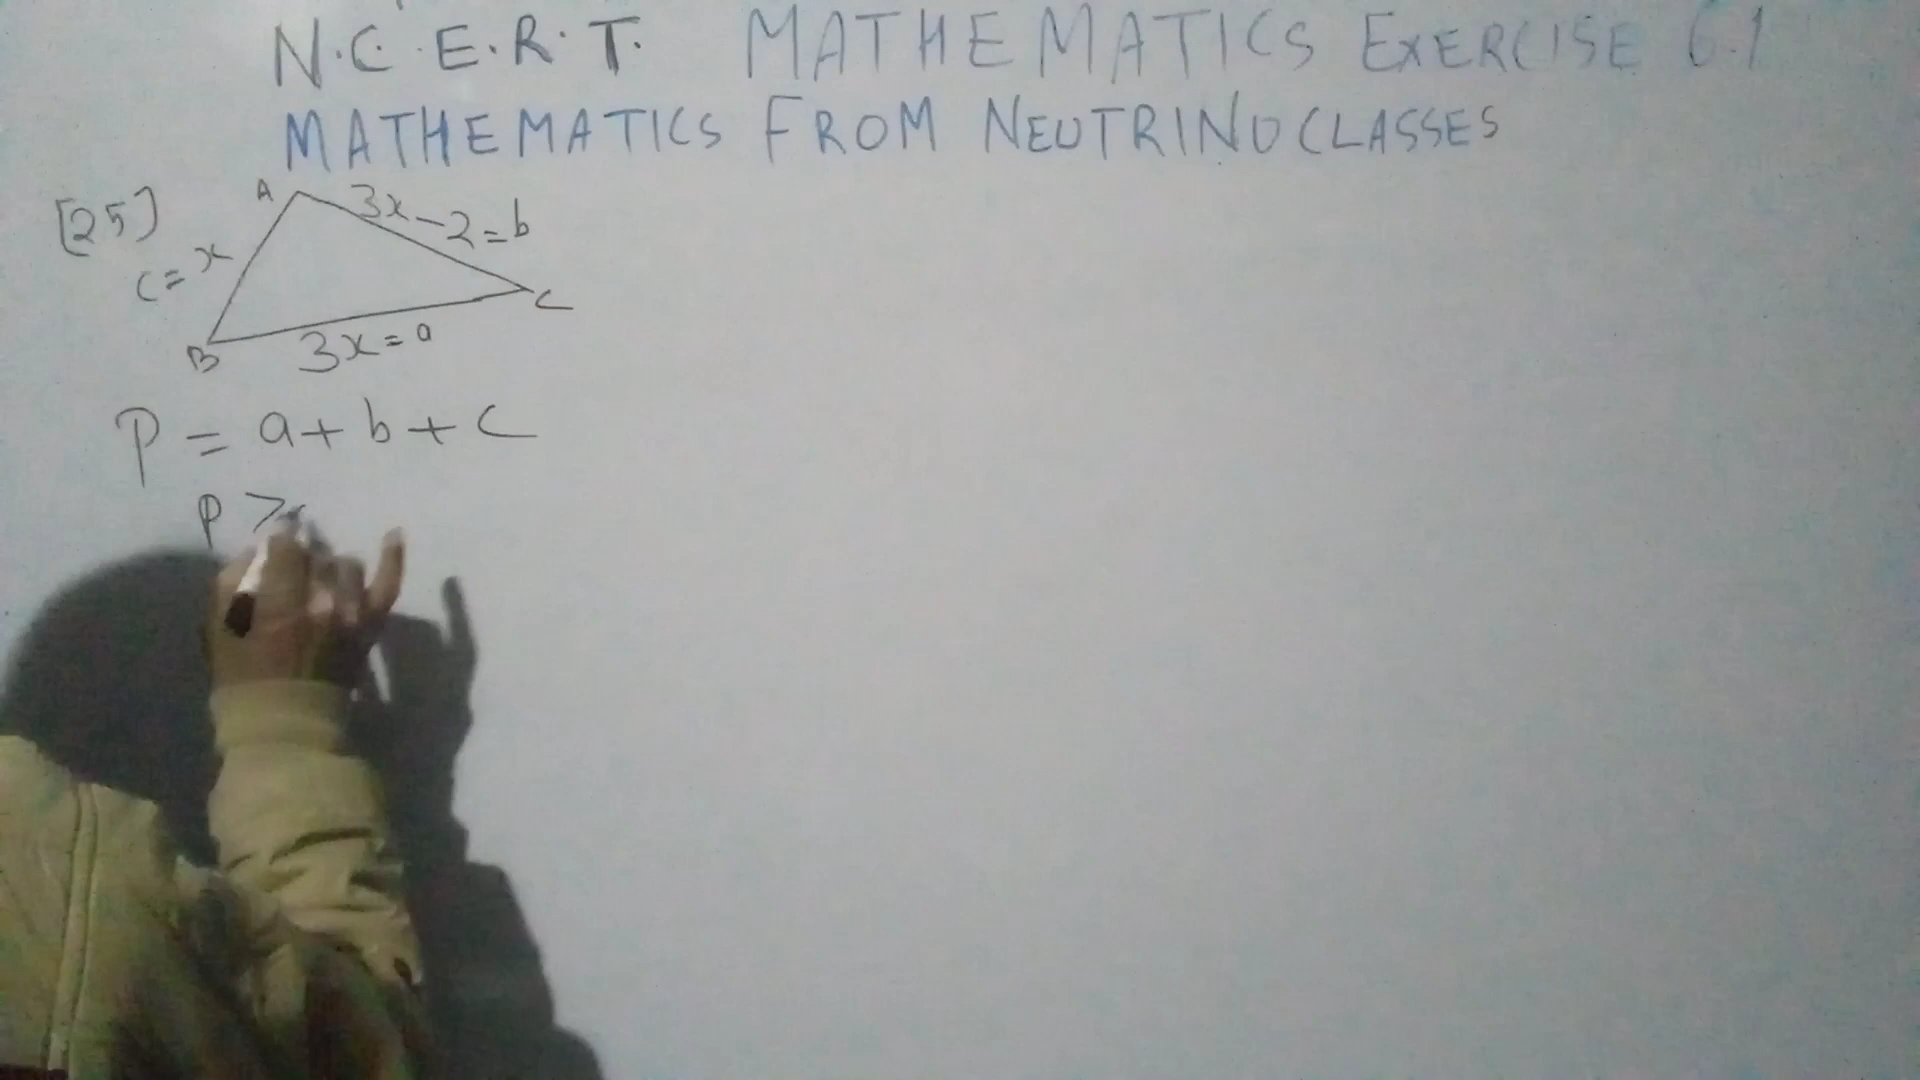 N.C.E.R.T. MATHEMATICS EXERCISE 6.1
MATHEMATICS FROM NEUTRINOCLASSES
[25]
A
3x-2=b
c=x
C
B
3x=a
P = a+b+c
P >